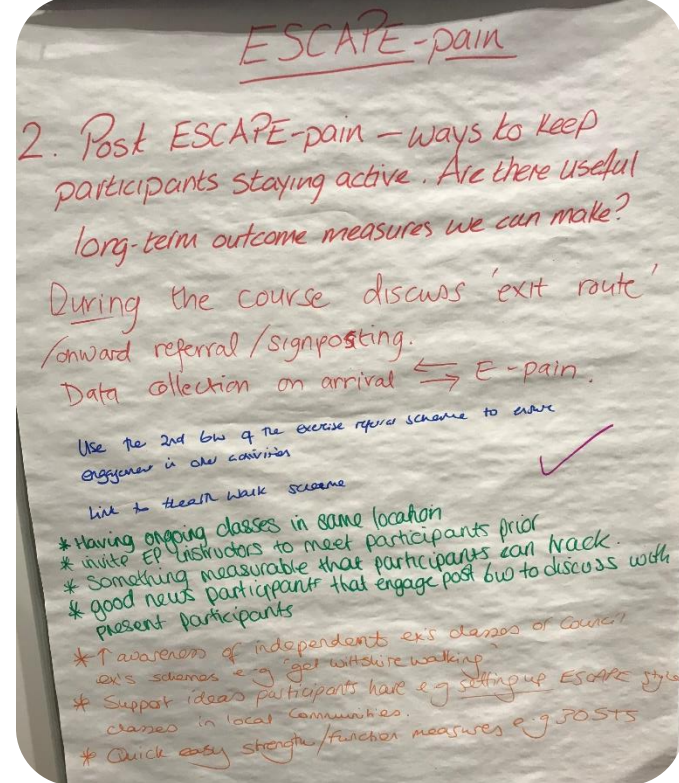 ESCAPE-pain
2. Post ESCAPE-pain – ways to keep
participants staying active. Are there useful
long-term outcome measures we can make?
During the course discuss 'exit route'
/onward referral/signposting.
Data collection on arrival ⇆ E-pain.
Use the 2nd 6w of the exercise referral scheme to ensure
engagement in other activities
Link to Health Walk scheme
* Having ongoing classes in same location
* invite EP instructors to meet participants prior
* Something measurable that participants can track.
* good news participants that engage post 6w to discuss with
present participants
* ↑ awareness of independent ex's classes or Council
ex's schemes e.g 'get wiltshire walking'
* Support ideas participants have e.g setting up ESCAPE style
classes in local communities.
* Quick easy strength/function measures e.g 30STS